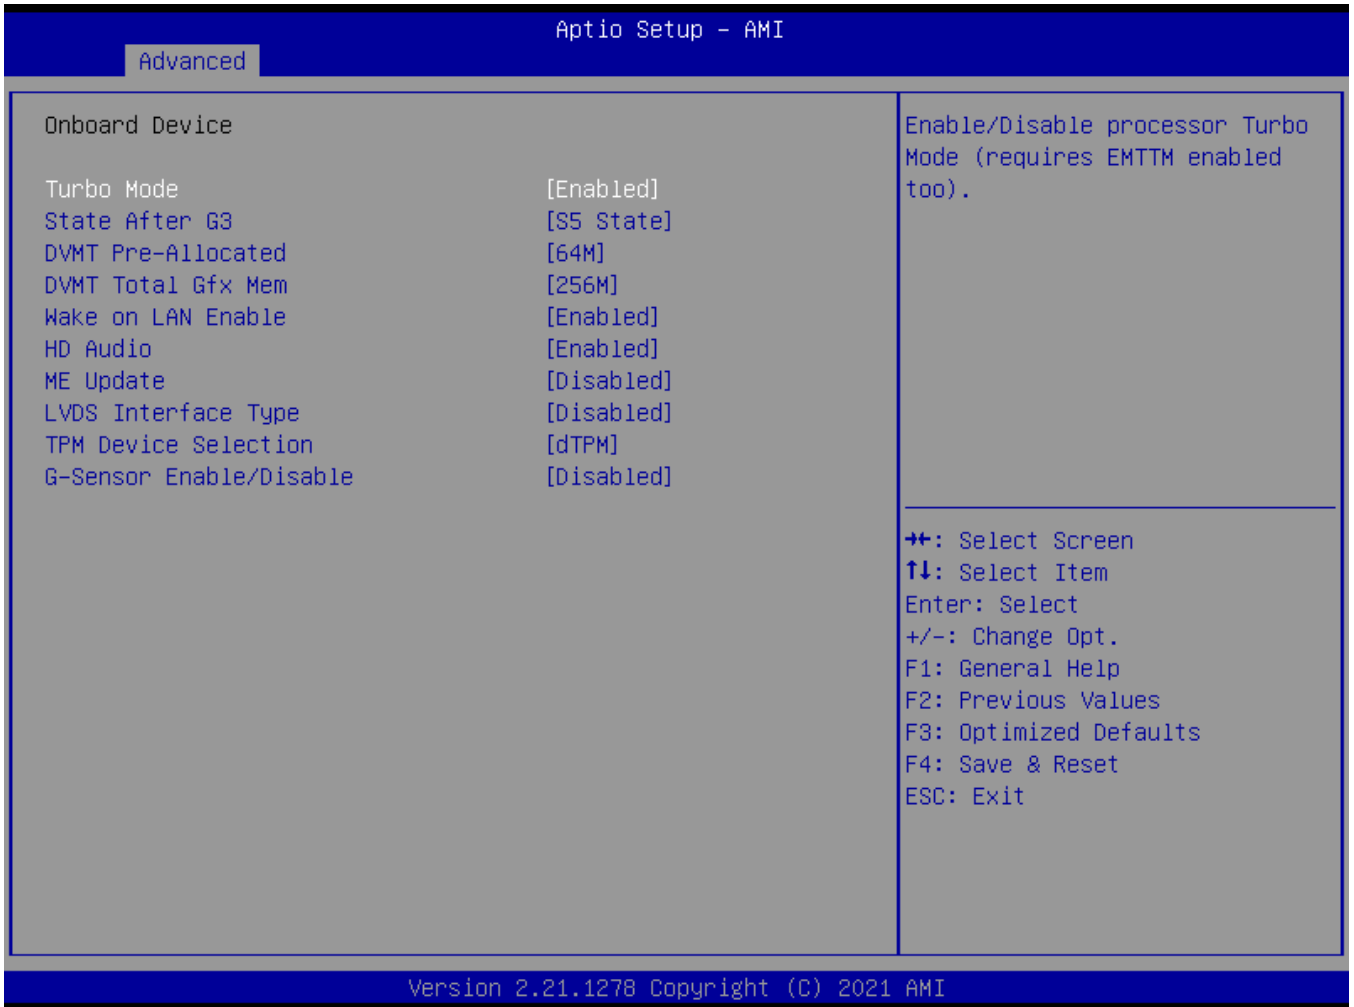 Aptio Setup – AMI
Advanced
Onboard Device
Turbo Mode [Enabled]
State After G3 [S5 State]
DVMT Pre-Allocated [64M]
DVMT Total Gfx Mem [256M]
Wake on LAN Enable [Enabled]
HD Audio [Enabled]
ME Update [Disabled]
LVDS Interface Type [Disabled]
TPM Device Selection [dTPM]
G-Sensor Enable/Disable [Disabled]
Enable/Disable processor Turbo
Mode (requires EMTTM enabled
too).
→←: Select Screen
↑↓: Select Item
Enter: Select
+/-: Change Opt.
F1: General Help
F2: Previous Values
F3: Optimized Defaults
F4: Save & Reset
ESC: Exit
Version 2.21.1278 Copyright (C) 2021 AMI